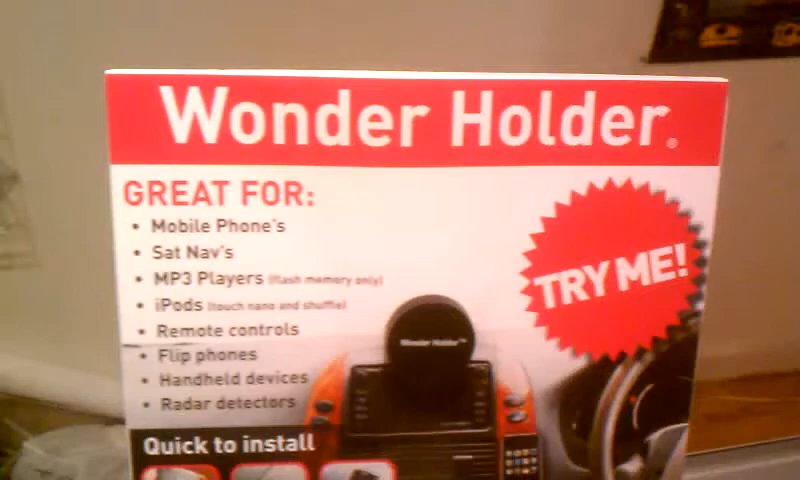 Wonder Holder®
GREAT FOR:
• Mobile Phone's
• Sat Nav's
• MP3 Players (flash memory only)
• iPods (touch nano and shuffle)
• Remote controls
• Flip phones
• Handheld devices
• Radar detectors
TRY ME!
Wonder Holder™
Quick to install